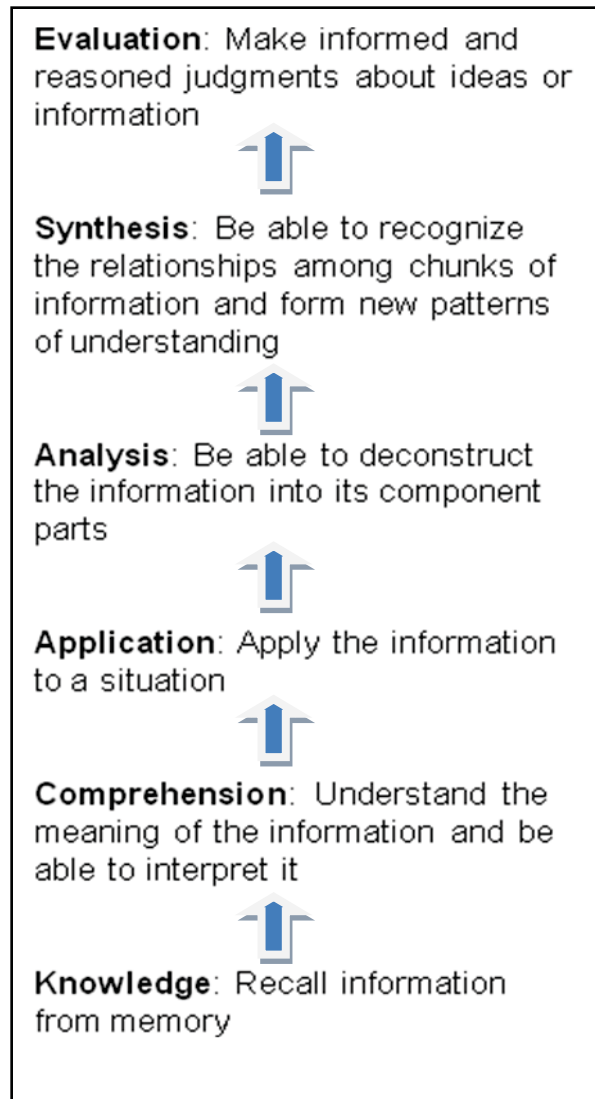 Evaluation: Make informed and
reasoned judgments about ideas or
information
Synthesis: Be able to recognize
the relationships among chunks of
information and form new patterns
of understanding
Analysis: Be able to deconstruct
the information into its component
parts
Application: Apply the information
to a situation
Comprehension: Understand the
meaning of the information and be
able to interpret it
Knowledge: Recall information
from memory